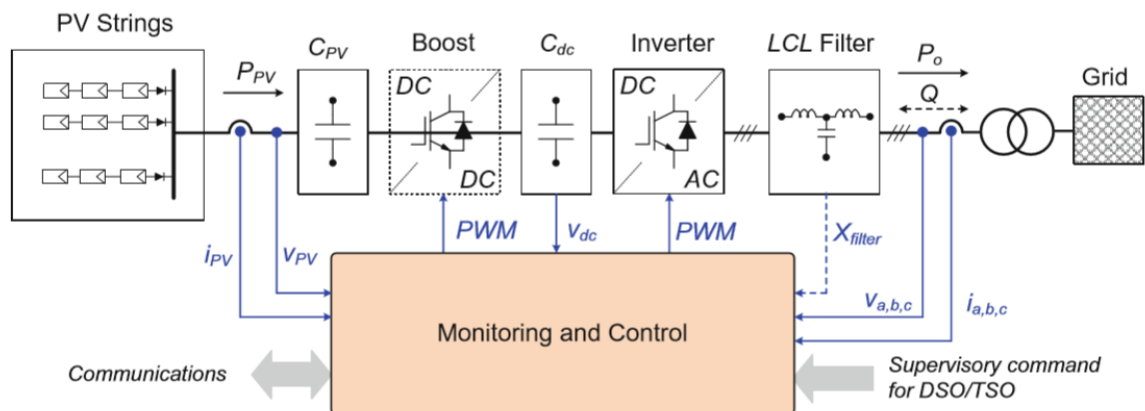 PV Strings
C_PV
Boost
C_dc
Inverter
LCL Filter
P_o
Grid
P_PV
DC
DC
Q
DC
AC
PWM
v_dc
PWM
X_filter
i_PV
v_PV
v_a,b,c
i_a,b,c
Monitoring and Control
Communications
Supervisory command
for DSO/TSO